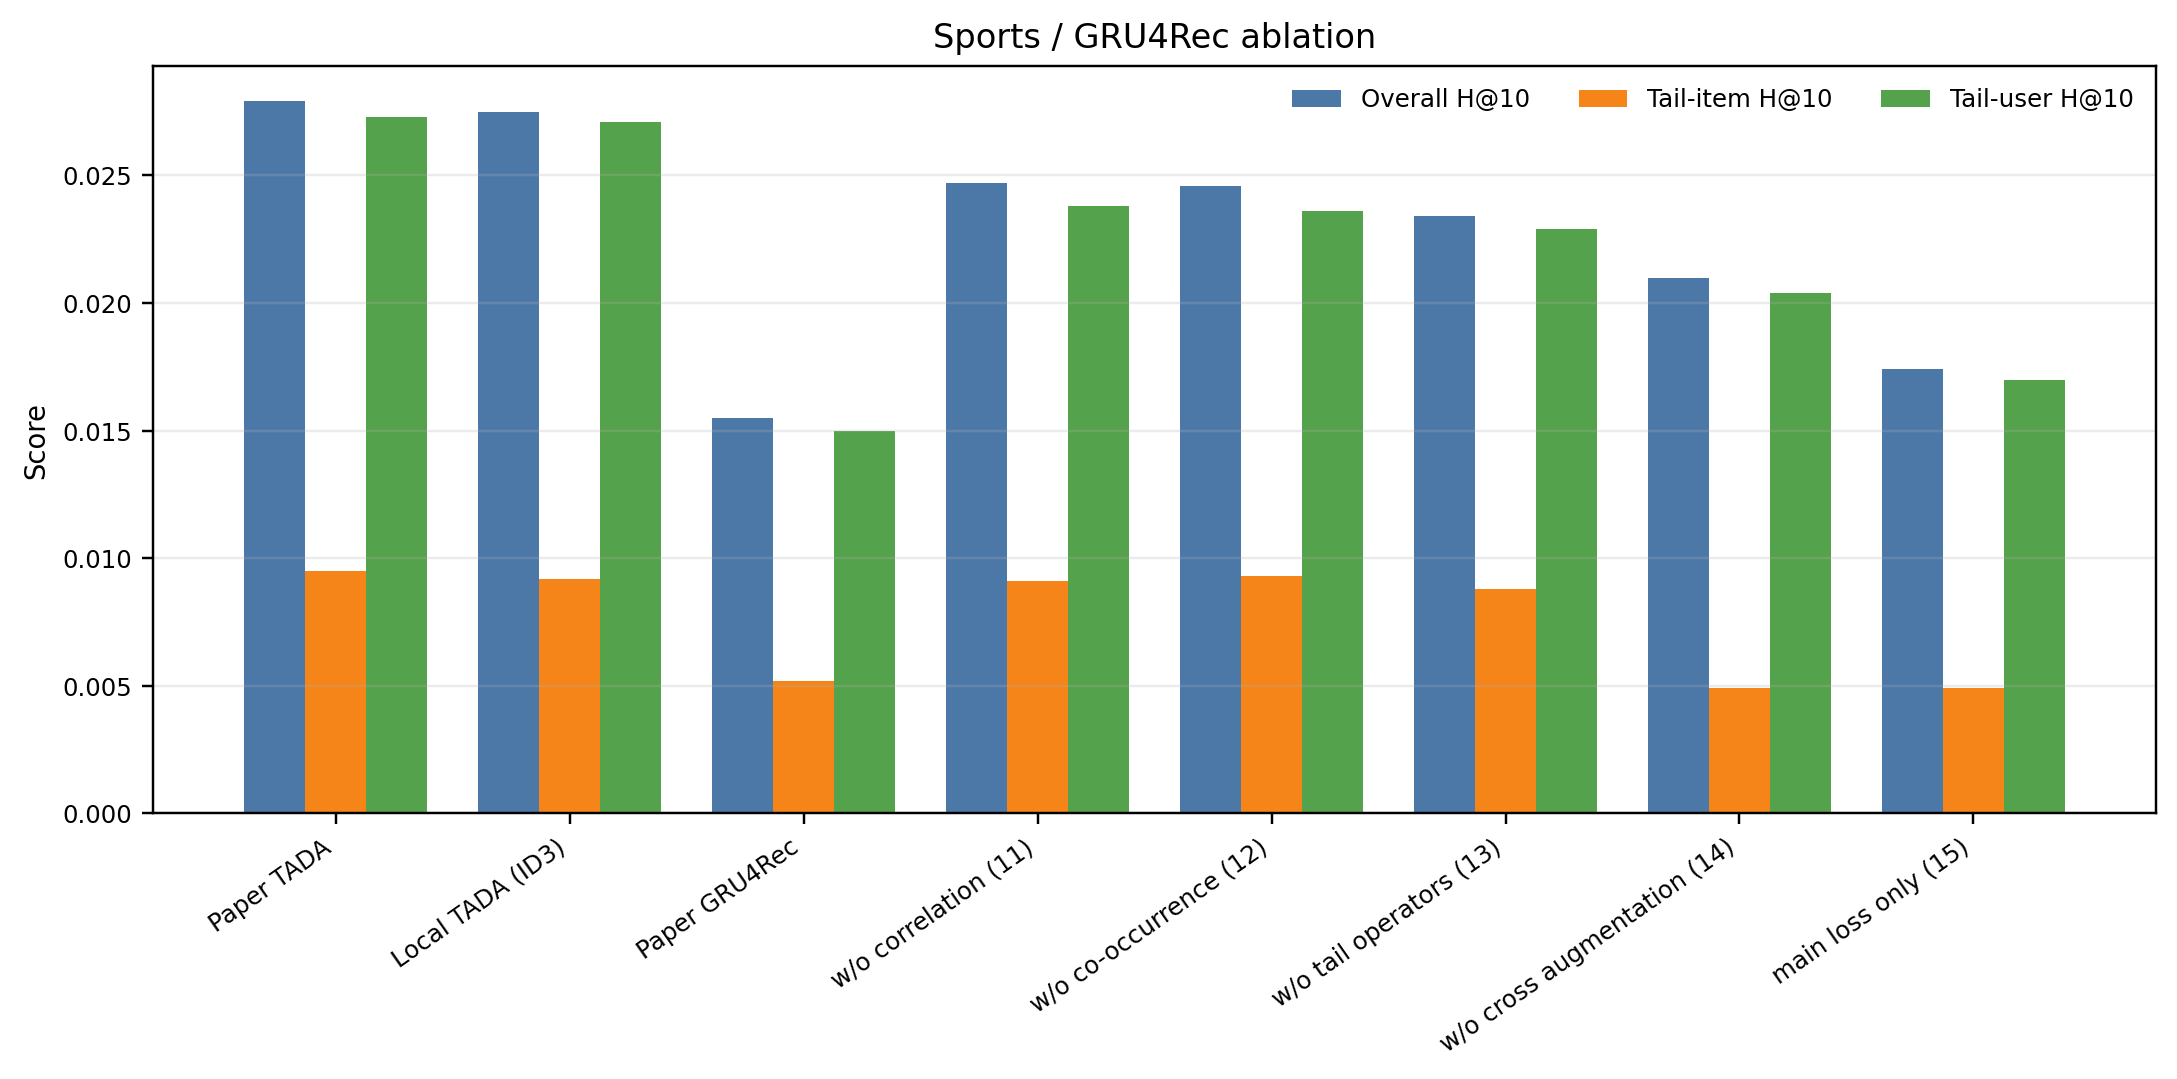 Sports / GRU4Rec ablation
Overall H@10
Tail-item H@10
Tail-user H@10
Score
0.025
0.020
0.015
0.010
0.005
0.000
Paper TADA
Local TADA (ID3)
Paper GRU4Rec
w/o correlation (11)
w/o co-occurrence (12)
w/o tail operators (13)
w/o cross augmentation (14)
main loss only (15)